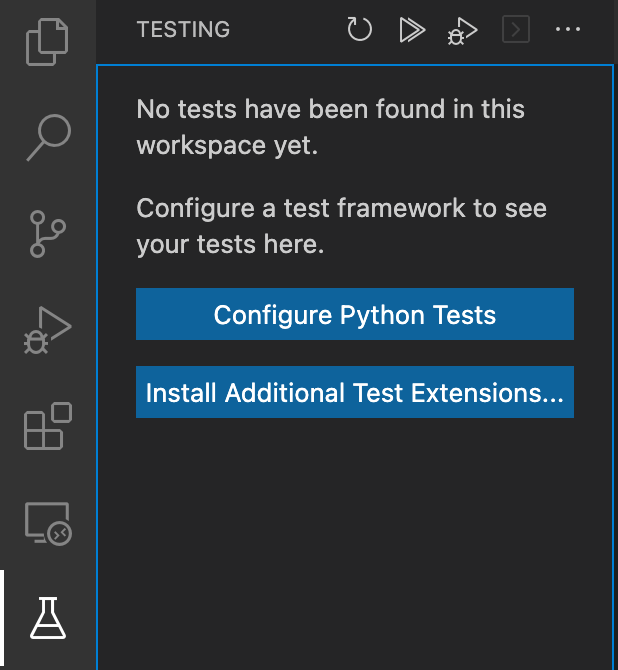 TESTING
No tests have been found in this
workspace yet.
Configure a test framework to see
your tests here.
Configure Python Tests
Install Additional Test Extensions...